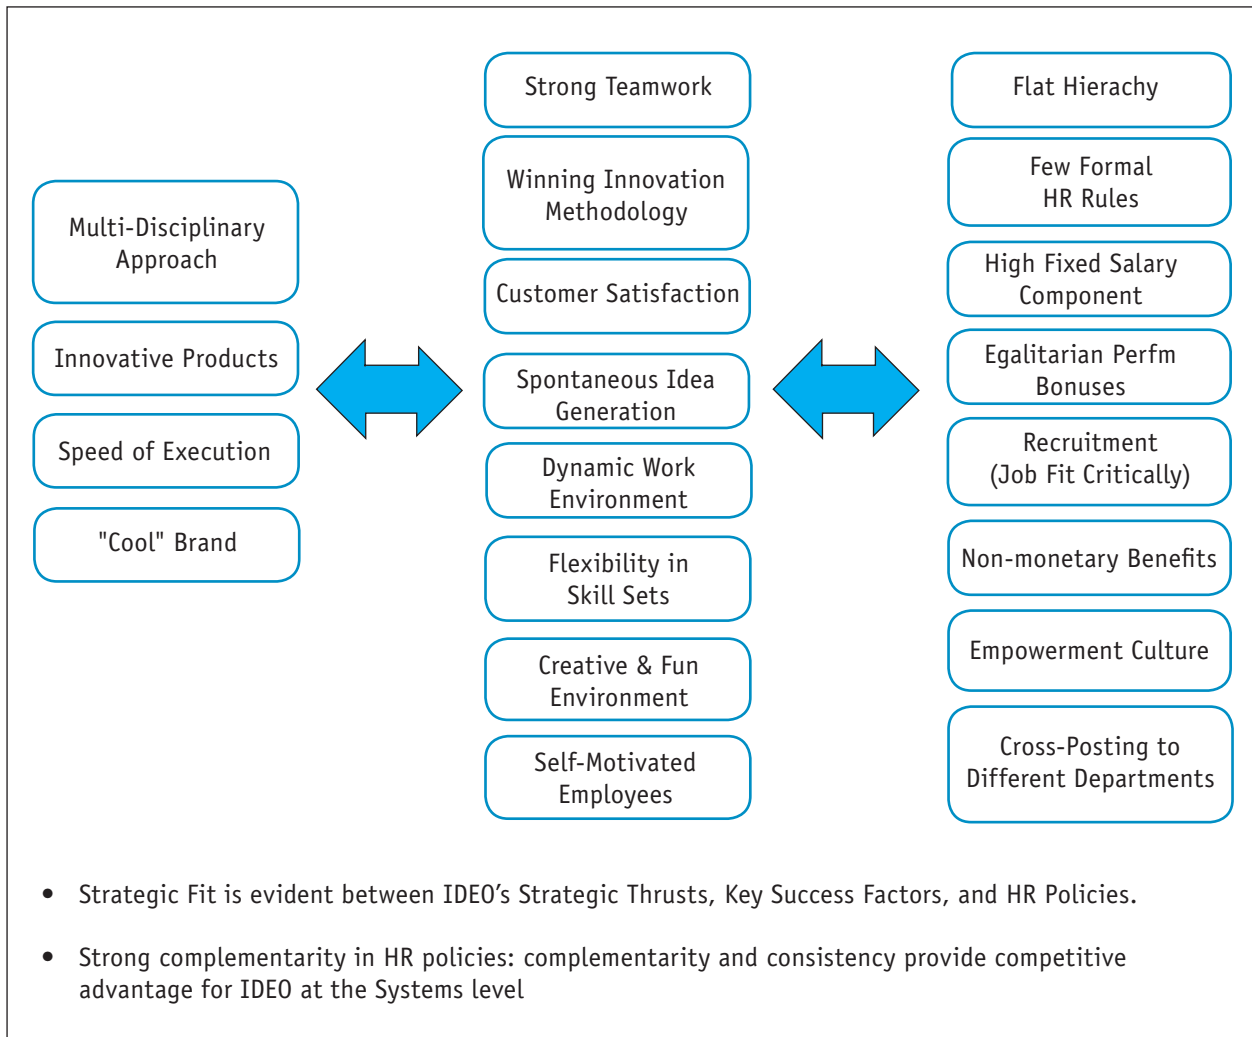 Multi-Disciplinary
Approach
Innovative Products
Speed of Execution
"Cool" Brand
Strong Teamwork
Winning Innovation
Methodology
Customer Satisfaction
Spontaneous Idea
Generation
Dynamic Work
Environment
Flexibility in
Skill Sets
Creative & Fun
Environment
Self-Motivated
Employees
Flat Hierachy
Few Formal
HR Rules
High Fixed Salary
Component
Egalitarian Perfm
Bonuses
Recruitment
(Job Fit Critically)
Non-monetary Benefits
Empowerment Culture
Cross-Posting to
Different Departments
• Strategic Fit is evident between IDEO's Strategic Thrusts, Key Success Factors, and HR Policies.
• Strong complementarity in HR policies: complementarity and consistency provide competitive
advantage for IDEO at the Systems level